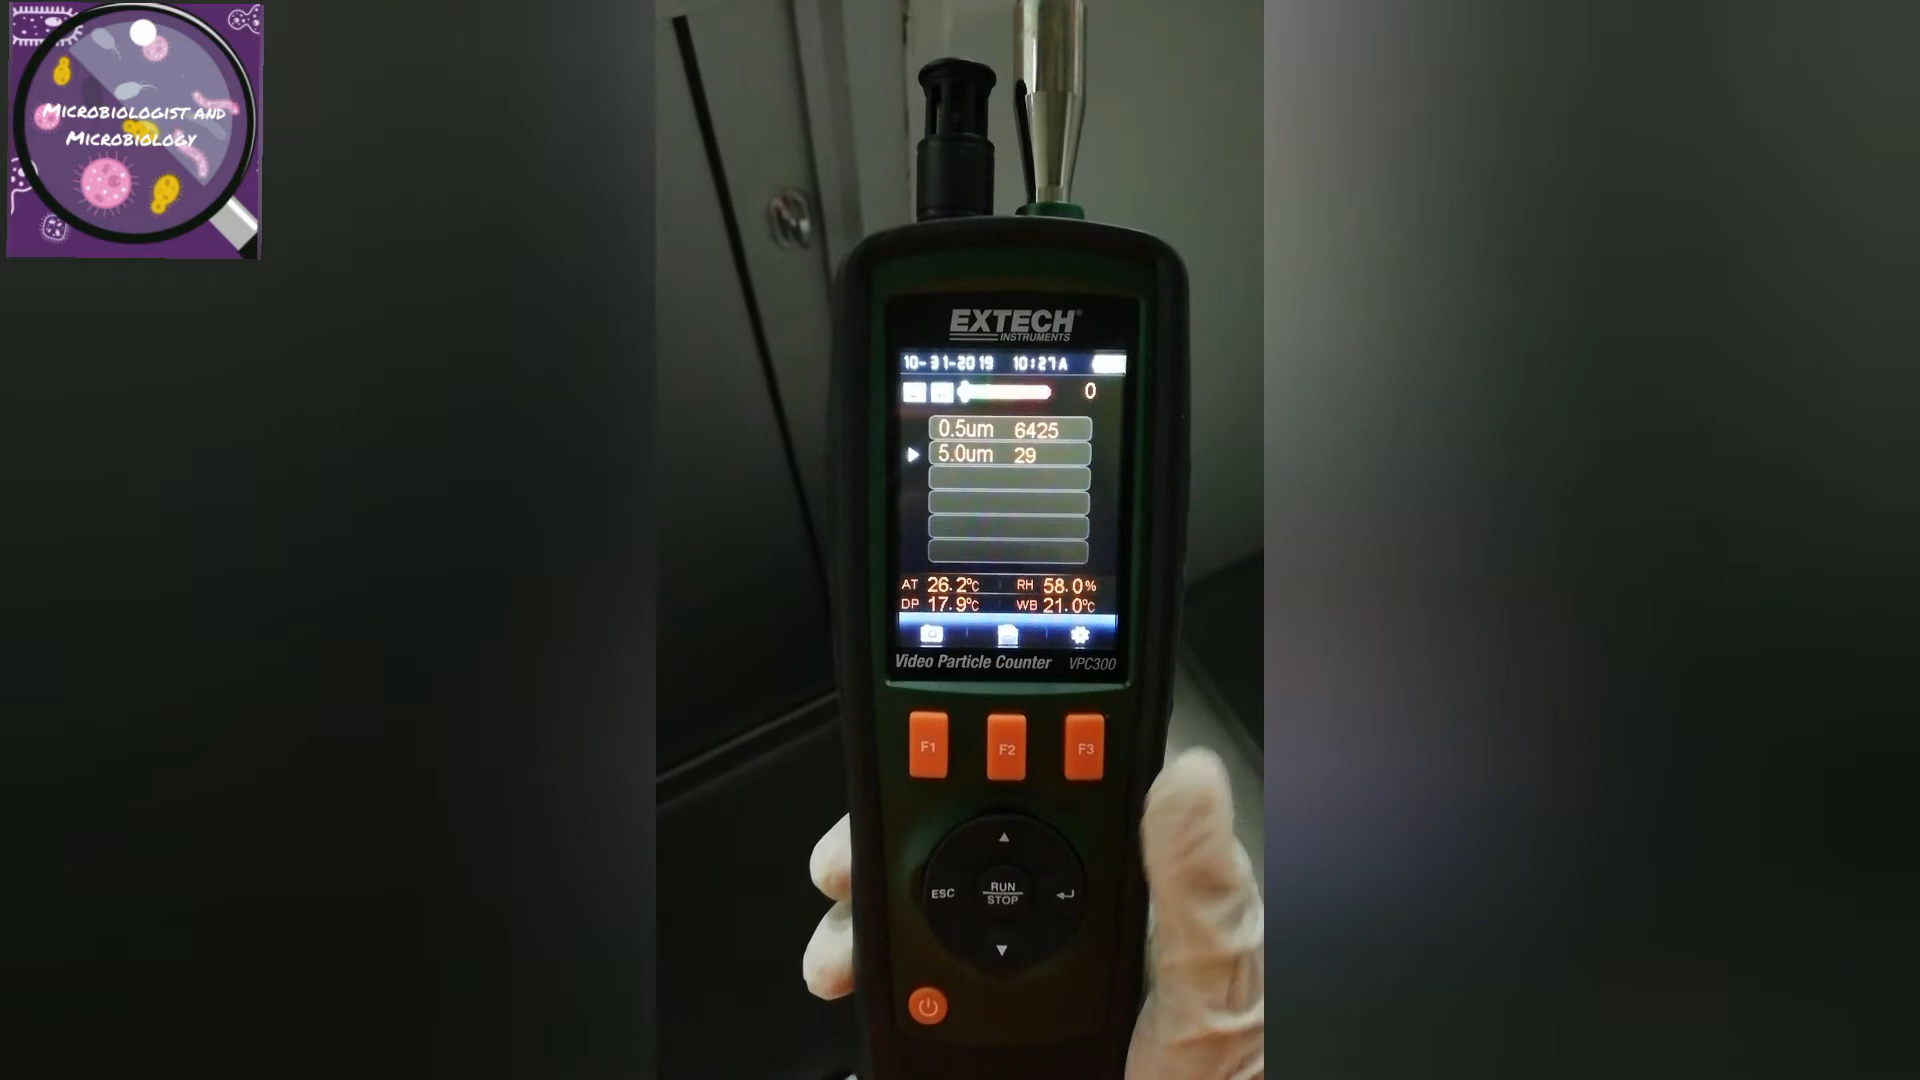 MICROBIOLOGIST AND
MICROBIOLOGY
EXTECH®
INSTRUMENTS
10-31-2019 10:27A
0
0.5um 6425
5.0um 29
AT 26.2°C RH 58.0%
DP 17.9°C WB 21.0°C
Video Particle Counter VPC300
F1 F2 F3
ESC RUN
STOP